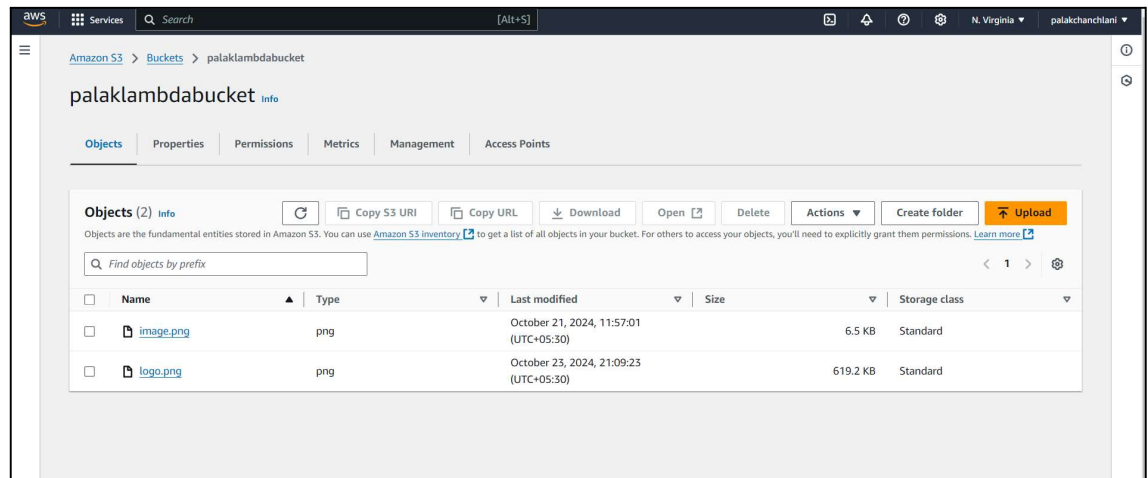 aws Services Search [Alt+S] N. Virginia ▼ palakchanchlani ▼
Amazon S3 > Buckets > palaklambdabucket
palaklambdabucket Info
Objects Properties Permissions Metrics Management Access Points
Objects (2) Info Copy S3 URI Copy URL Download Open Delete Actions ▼ Create folder Upload
Objects are the fundamental entities stored in Amazon S3. You can use Amazon S3 inventory to get a list of all objects in your bucket. For others to access your objects, you'll need to explicitly grant them permissions. Learn more
Find objects by prefix < 1 >
Name ▲ Type Last modified Size Storage class
image.png png October 21, 2024, 11:57:01 (UTC+05:30) 6.5 KB Standard
logo.png png October 23, 2024, 21:09:23 (UTC+05:30) 619.2 KB Standard